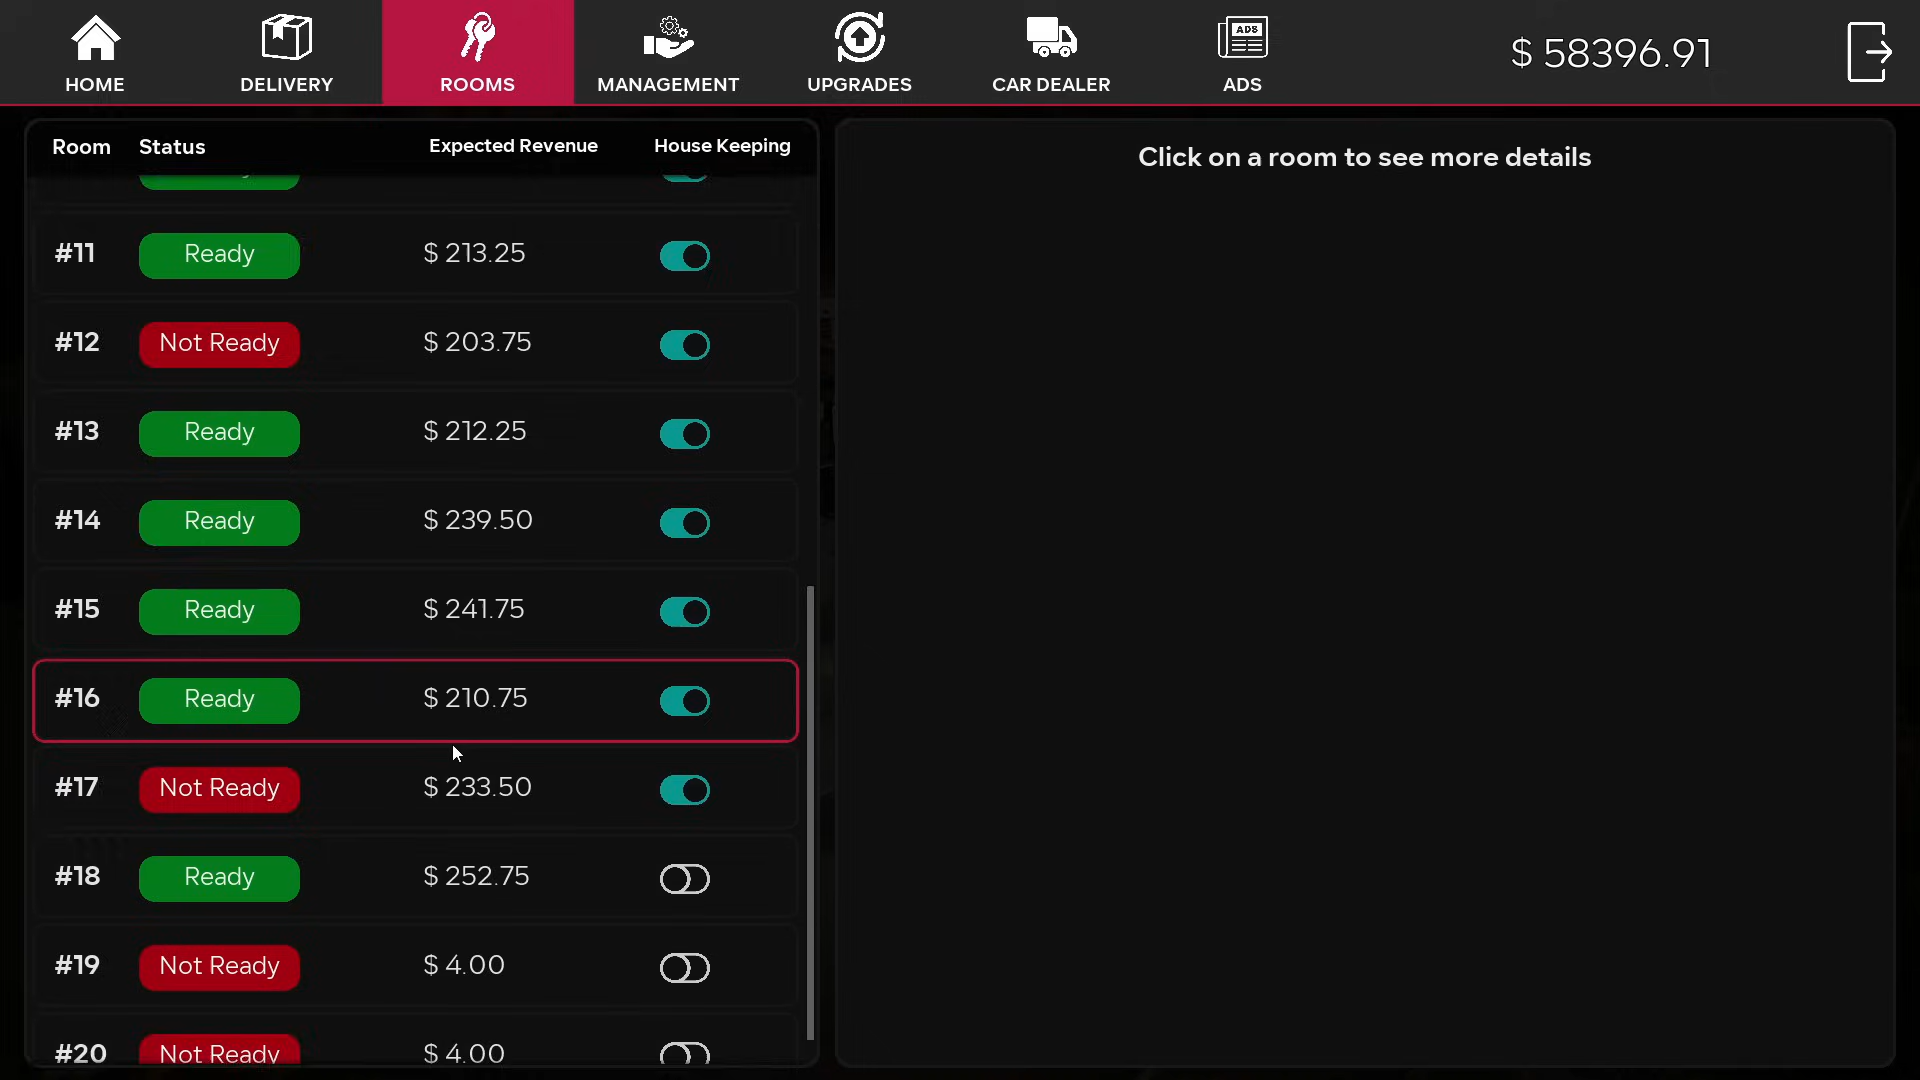 HOME DELIVERY ROOMS MANAGEMENT UPGRADES CAR DEALER ADS ADS $ 58396.91
Room Status Expected Revenue House Keeping
Click on a room to see more details
#11 Ready $ 213.25
#12 Not Ready $ 203.75
#13 Ready $ 212.25
#14 Ready $ 239.50
#15 Ready $ 241.75
#16 Ready $ 210.75
#17 Not Ready $ 233.50
#18 Ready $ 252.75
#19 Not Ready $ 4.00
#20 Not Ready $ 4.00